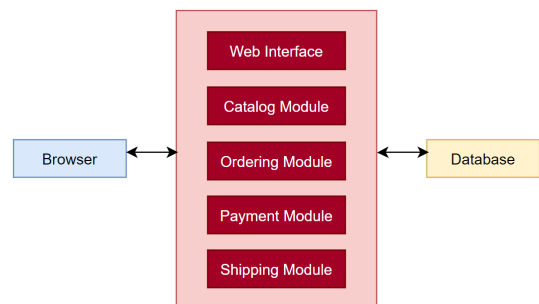 Web Interface
Catalog Module
Browser
Ordering Module
Database
Payment Module
Shipping Module